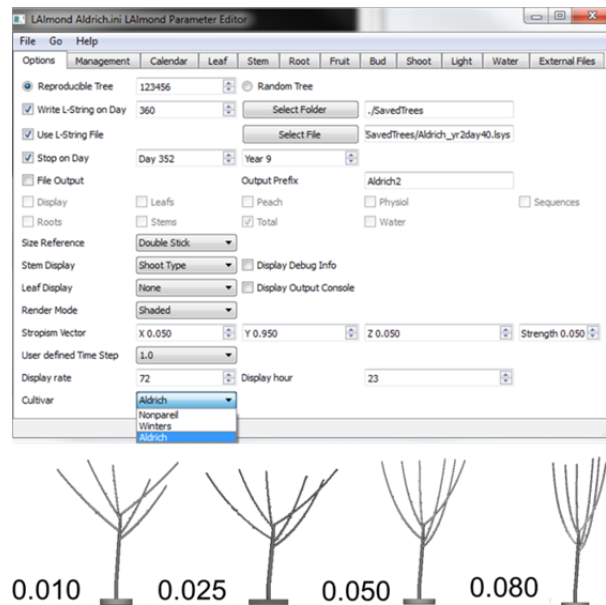 LAlmond Aldrich.ini LAlmond Parameter Editor
File Go Help
Options Management Calendar Leaf Stem Root Fruit Bud Shoot Light Water External Files
Reproducible Tree 123456 Random Tree
Write L-String on Day 360 Select Folder ./SavedTrees
Use L-String File Select File SavedTrees/Aldrich_yr2day40.lsys
Stop on Day Day 352 Year 9
File Output Output Prefix Aldrich2
Display Leafs Peach Physiol Sequences
Roots Stems Total Water
Size Reference Double Stick
Stem Display Shoot Type Display Debug Info
Leaf Display None Display Output Console
Render Mode Shaded
Stropism Vector X 0.050 Y 0.950 Z 0.050 Strength 0.050
User defined Time Step 1.0
Display rate 72 Display hour 23
Cultivar Aldrich
Nonpareil
Winters
Aldrich
0.010 0.025 0.050 0.080